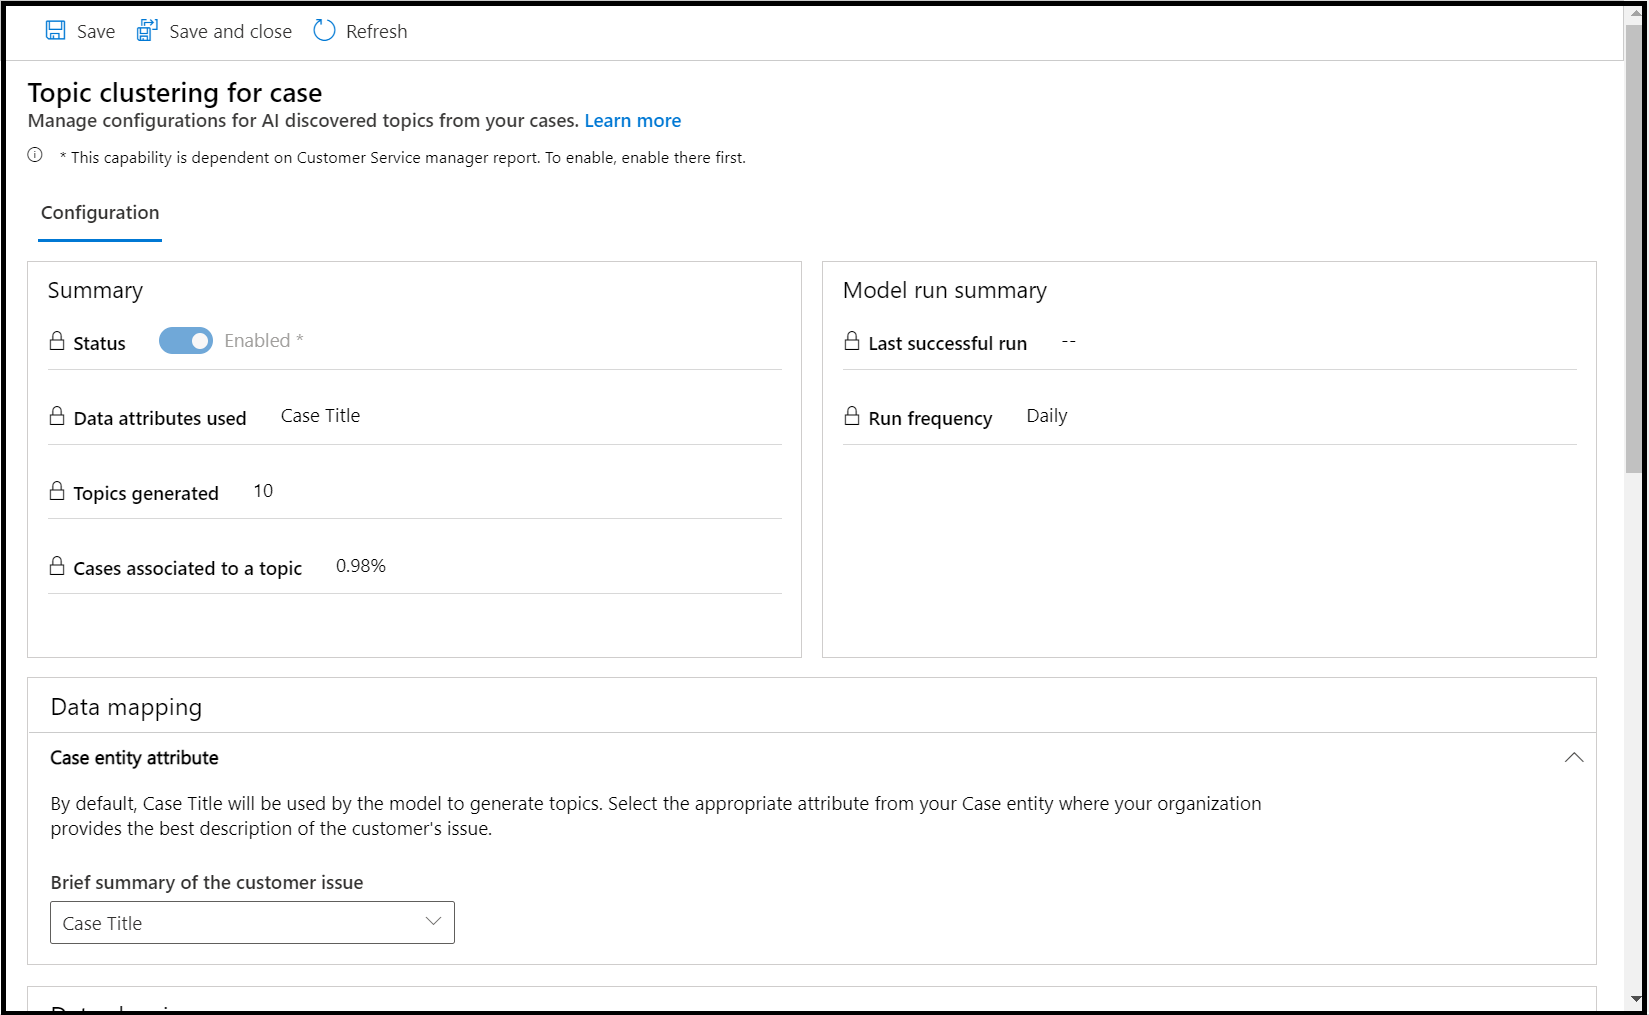 Save Save and close Refresh
Topic clustering for case
Manage configurations for AI discovered topics from your cases. Learn more
* This capability is dependent on Customer Service manager report. To enable, enable there first.
Configuration
Summary
Status Enabled *
Data attributes used Case Title
Topics generated 10
Cases associated to a topic 0.98%
Model run summary
Last successful run --
Run frequency Daily
Data mapping
Case entity attribute
By default, Case Title will be used by the model to generate topics. Select the appropriate attribute from your Case entity where your organization
provides the best description of the customer's issue.
Brief summary of the customer issue
Case Title